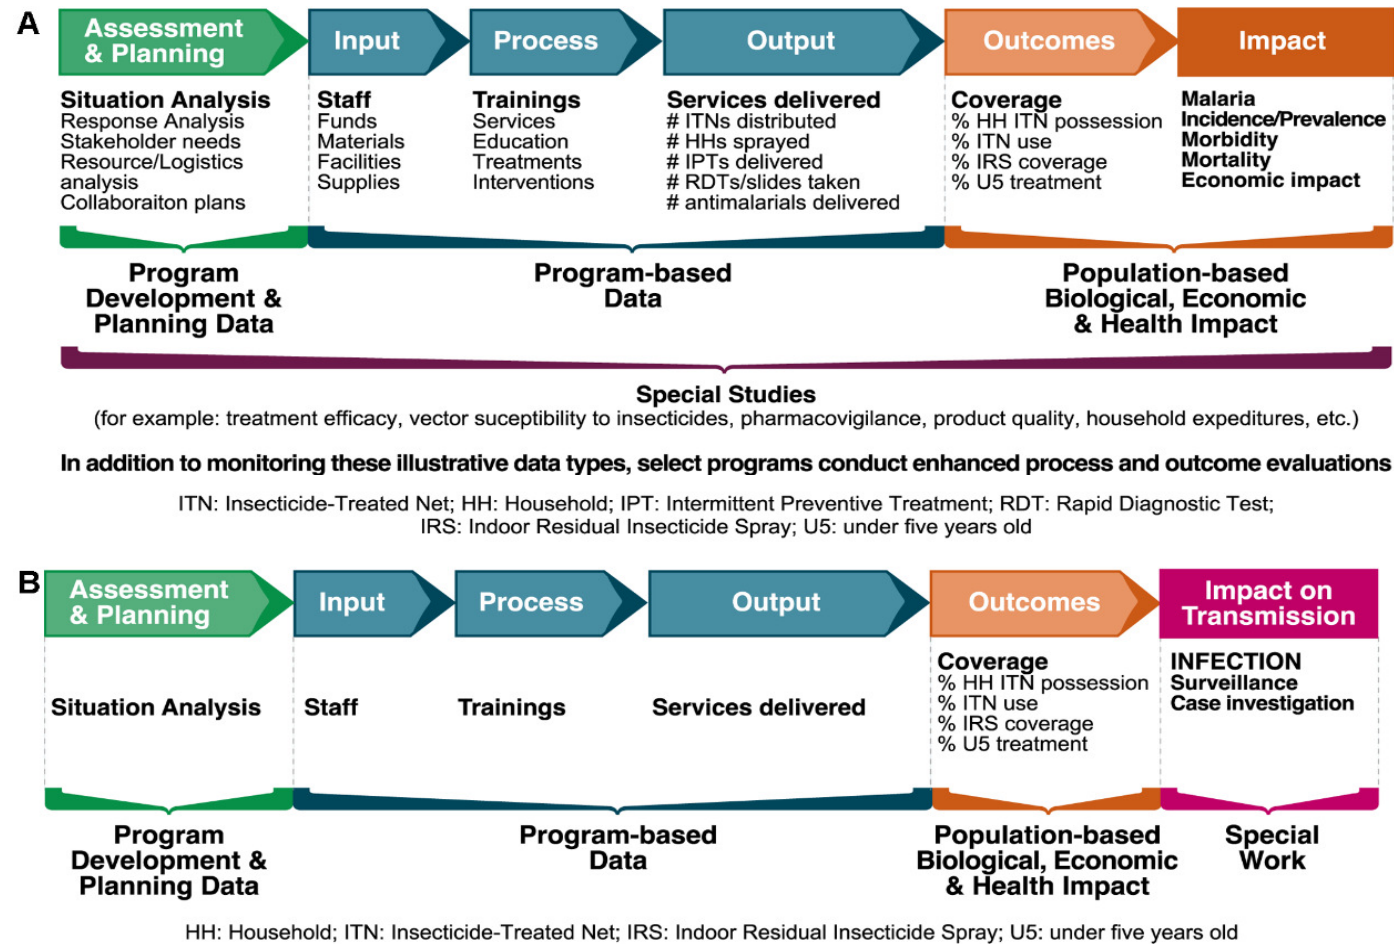 A
Assessment
& Planning
Input
Process
Output
Outcomes
Impact
Situation Analysis
Response Analysis
Stakeholder needs
Resource/Logistics
analysis
Collaboraiton plans
Staff
Funds
Materials
Facilities
Supplies
Trainings
Services
Education
Treatments
Interventions
Services delivered
# ITNs distributed
# HHs sprayed
# IPTs delivered
# RDTs/slides taken
# antimalarials delivered
Coverage
% HH ITN possession
% ITN use
% IRS coverage
% U5 treatment
Malaria
Incidence/Prevalence
Morbidity
Mortality
Economic impact
Program
Development &
Planning Data
Program-based
Data
Population-based
Biological, Economic
& Health Impact
Special Studies
(for example: treatment efficacy, vector suceptibility to insecticides, pharmacovigilance, product quality, household expeditures, etc.)
In addition to monitoring these illustrative data types, select programs conduct enhanced process and outcome evaluations
ITN: Insecticide-Treated Net; HH: Household; IPT: Intermittent Preventive Treatment; RDT: Rapid Diagnostic Test;
IRS: Indoor Residual Insecticide Spray; U5: under five years old
B
Assessment
& Planning
Input
Process
Output
Outcomes
Impact on
Transmission
Situation Analysis
Staff
Trainings
Services delivered
Coverage
% HH ITN possession
% ITN use
% IRS coverage
% U5 treatment
INFECTION
Surveillance
Case investigation
Program
Development &
Planning Data
Program-based
Data
Population-based
Biological, Economic
& Health Impact
Special
Work
HH: Household; ITN: Insecticide-Treated Net; IRS: Indoor Residual Insecticide Spray; U5: under five years old